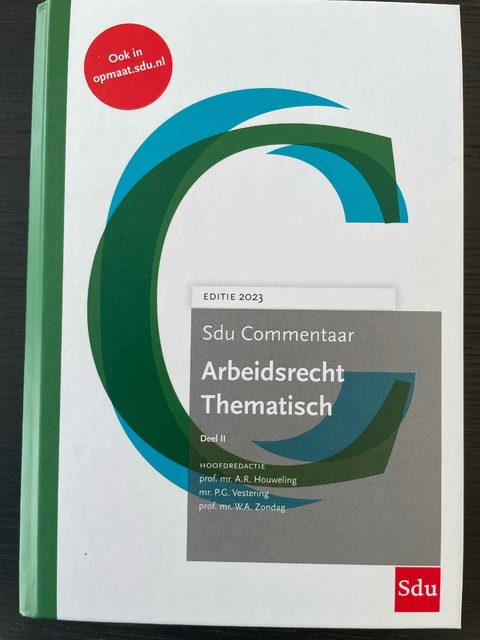 Ook in
opmaat.sdu.nl
EDITIE 2023
Sdu Commentaar
Arbeidsrecht
Thematisch
Deel II
HOOFDREDACTIE
prof. mr. A.R. Houweling
mr. P.G. Vestering
prof. mr. W.A. Zondag
Sdu